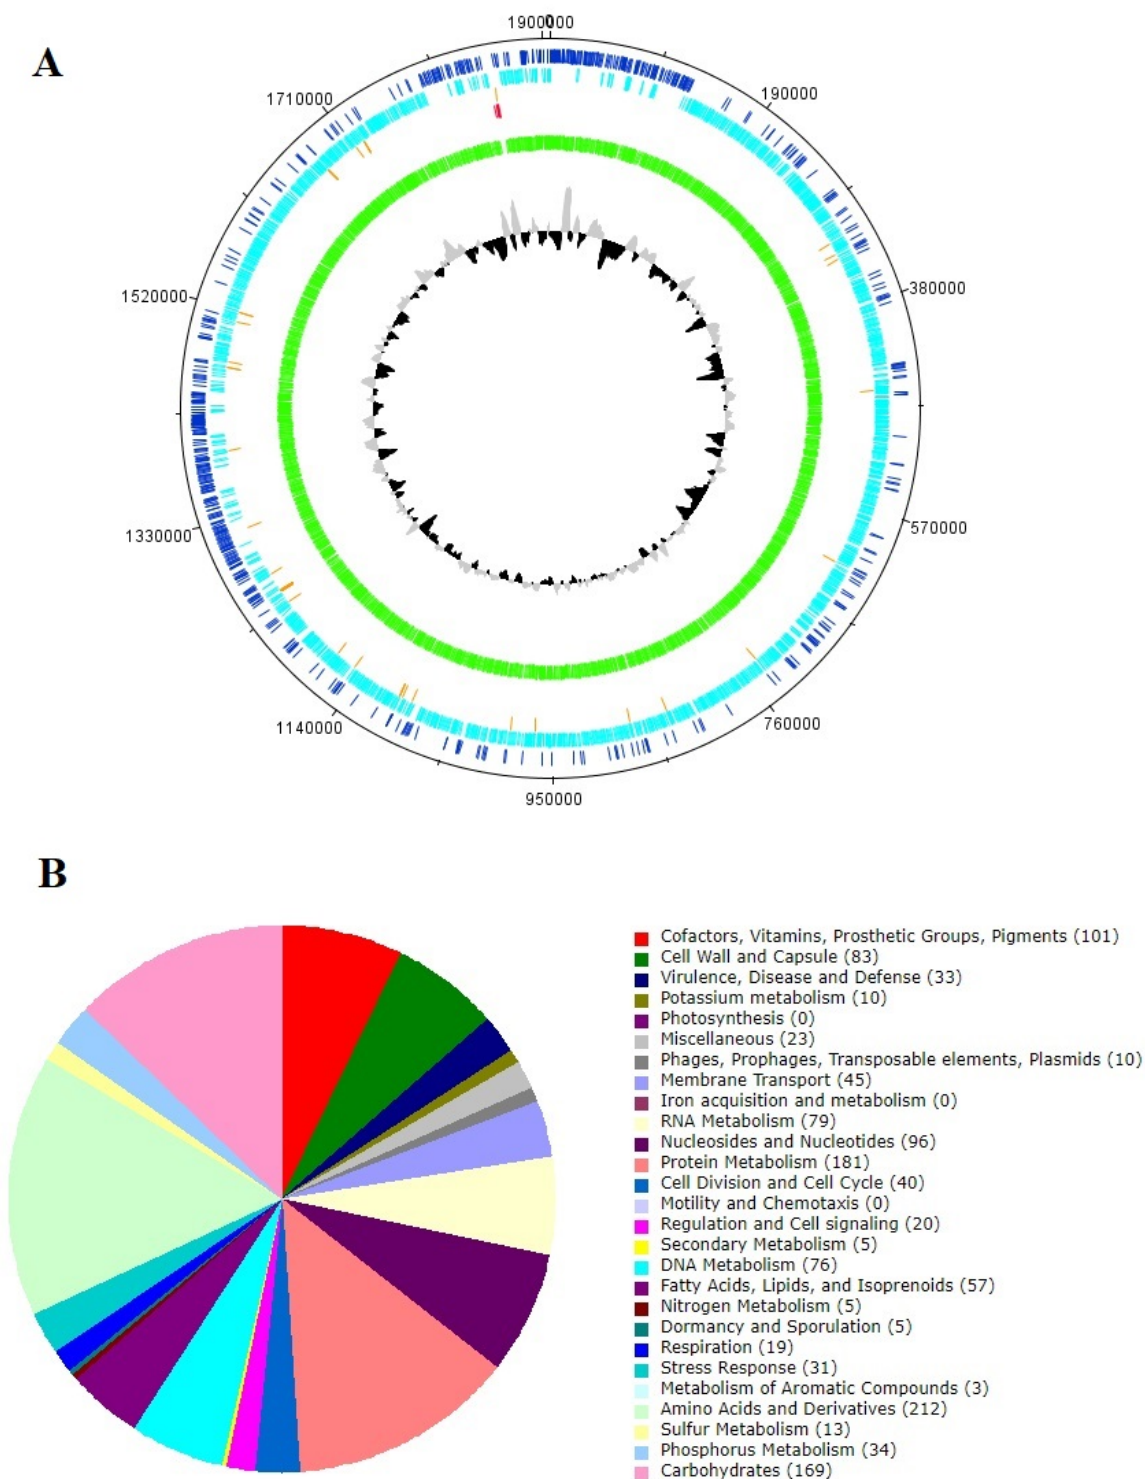 A
1900000
0
190000
380000
570000
760000
950000
1140000
1330000
1520000
1710000
B
Cofactors, Vitamins, Prosthetic Groups, Pigments (101)
Cell Wall and Capsule (83)
Virulence, Disease and Defense (33)
Potassium metabolism (10)
Photosynthesis (0)
Miscellaneous (23)
Phages, Prophages, Transposable elements, Plasmids (10)
Membrane Transport (45)
Iron acquisition and metabolism (0)
RNA Metabolism (79)
Nucleosides and Nucleotides (96)
Protein Metabolism (181)
Cell Division and Cell Cycle (40)
Motility and Chemotaxis (0)
Regulation and Cell signaling (20)
Secondary Metabolism (5)
DNA Metabolism (76)
Fatty Acids, Lipids, and Isoprenoids (57)
Nitrogen Metabolism (5)
Dormancy and Sporulation (5)
Respiration (19)
Stress Response (31)
Metabolism of Aromatic Compounds (3)
Amino Acids and Derivatives (212)
Sulfur Metabolism (13)
Phosphorus Metabolism (34)
Carbohydrates (169)